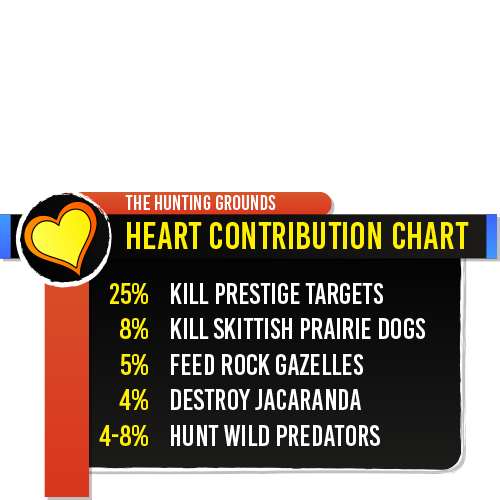 THE HUNTING GROUNDS
HEART CONTRIBUTION CHART
25% KILL PRESTIGE TARGETS
8% KILL SKITTISH PRAIRIE DOGS
5% FEED ROCK GAZELLES
4% DESTROY JACARANDA
4-8% HUNT WILD PREDATORS